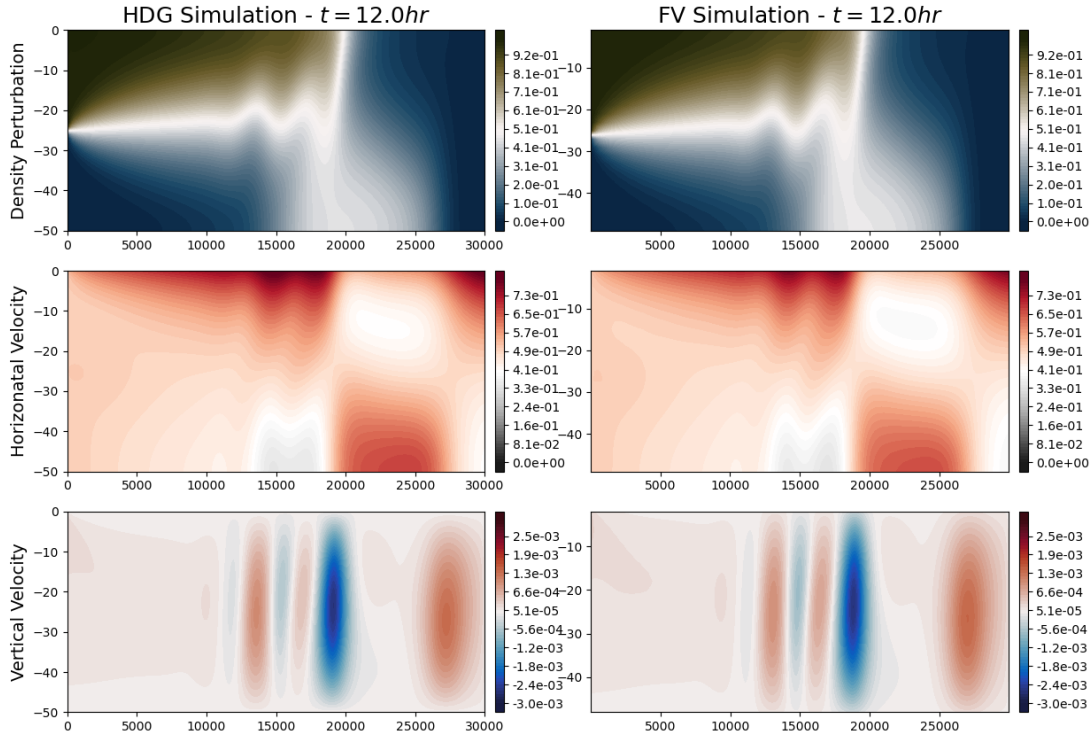 HDG Simulation - t = 12.0hr
FV Simulation - t = 12.0hr
Density Perturbation
0
−10
−20
−30
−40
−50
0
5000
10000
15000
20000
25000
30000
9.2e-01
8.1e-01
7.1e-01
6.1e-01
5.1e-01
4.1e-01
3.1e-01
2.0e-01
1.0e-01
0.0e+00
−10
−20
−30
−40
5000
10000
15000
20000
25000
9.2e-01
8.1e-01
7.1e-01
6.1e-01
5.1e-01
4.1e-01
3.1e-01
2.0e-01
1.0e-01
0.0e+00
Horizonatal Velocity
0
−10
−20
−30
−40
−50
0
5000
10000
15000
20000
25000
30000
7.3e-01
6.5e-01
5.7e-01
4.9e-01
4.1e-01
3.3e-01
2.4e-01
1.6e-01
8.1e-02
0.0e+00
−10
−20
−30
−40
5000
10000
15000
20000
25000
7.3e-01
6.5e-01
5.7e-01
4.9e-01
4.1e-01
3.3e-01
2.4e-01
1.6e-01
8.1e-02
0.0e+00
Vertical Velocity
0
−10
−20
−30
−40
−50
0
5000
10000
15000
20000
25000
30000
2.5e-03
1.9e-03
1.3e-03
6.6e-04
5.1e-05
-5.6e-04
-1.2e-03
-1.8e-03
-2.4e-03
-3.0e-03
−10
−20
−30
−40
5000
10000
15000
20000
25000
2.5e-03
1.9e-03
1.3e-03
6.6e-04
5.1e-05
-5.6e-04
-1.2e-03
-1.8e-03
-2.4e-03
-3.0e-03